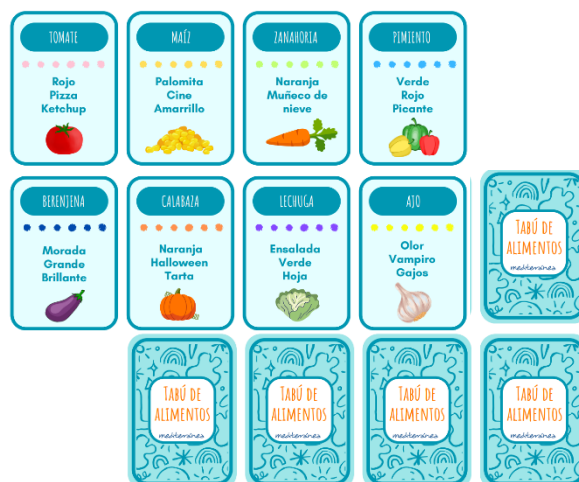 TOMATE
Rojo
Pizza
Ketchup
MAÍZ
Palomita
Cine
Amarrillo
ZANAHORIA
Naranja
Muñeco de
nieve
PIMIENTO
Verde
Rojo
Picante
BERENJENA
Morada
Grande
Brillante
CALABAZA
Naranja
Halloween
Tarta
LECHUGA
Ensalada
Verde
Hoja
AJO
Olor
Vampiro
Gajos
TABÚ DE
ALIMENTOS
TABÚ DE
ALIMENTOS
TABÚ DE
ALIMENTOS
TABÚ DE
ALIMENTOS
TABÚ DE
ALIMENTOS